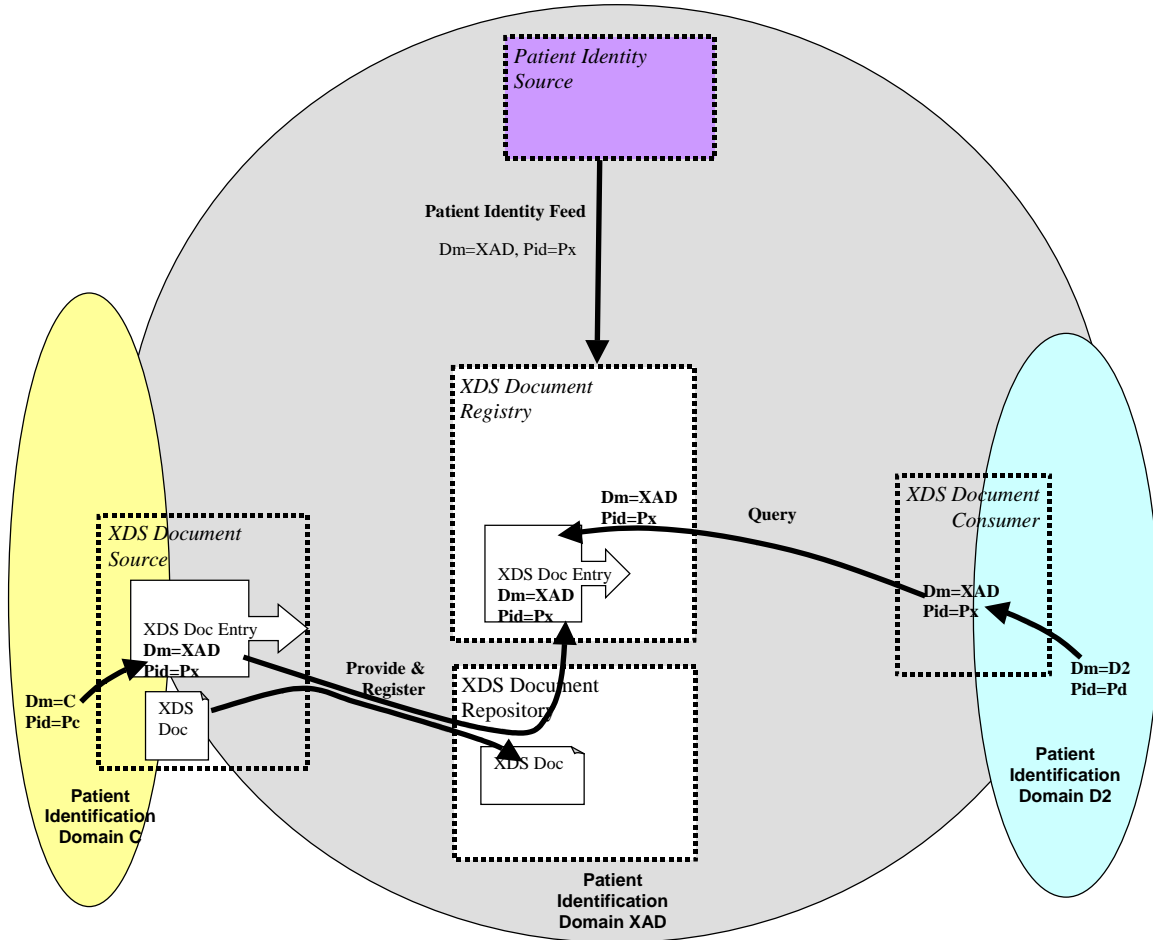 Patient Identity
Source
Patient Identity Feed
Dm=XAD, Pid=Px
XDS Document
Registry
Dm=XAD
Pid=Px
Query
XDS Doc Entry
Dm=XAD
Pid=Px
XDS Document
Consumer
Dm=XAD
Pid=Px
Dm=D2
Pid=Pd
Patient
Identification
Domain D2
XDS Document
Source
XDS Doc Entry
Dm=XAD
Pid=Px
Dm=C
Pid=Pc
XDS
Doc
Provide &
Register
XDS Document
Repository
XDS Doc
Patient
Identification
Domain C
Patient
Identification
Domain XAD